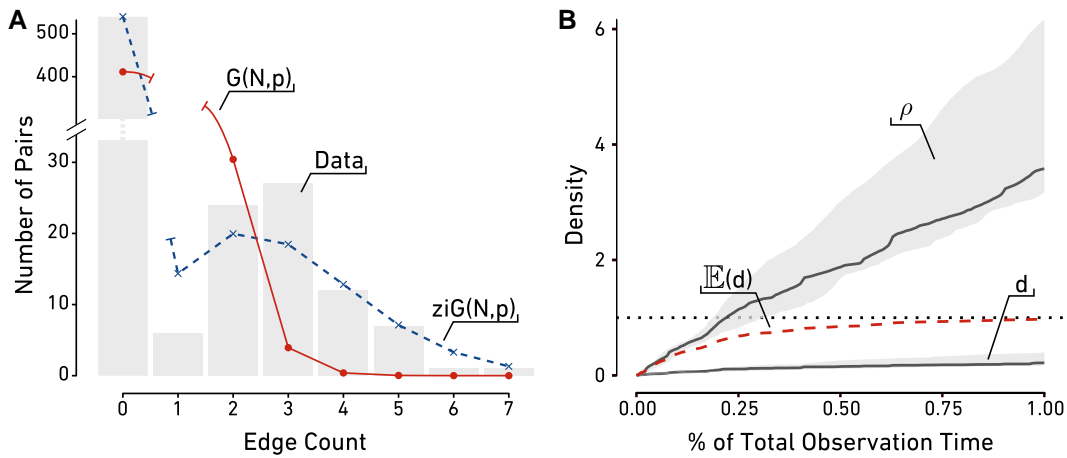 A
Number of Pairs
500
400
30
20
10
0
G(N,p)
Data
ziG(N,p)
0 1 2 3 4 5 6 7
Edge Count
B
Density
6
4
2
0
ρ
𝔼(d)
d
0.00 0.25 0.50 0.75 1.00
% of Total Observation Time